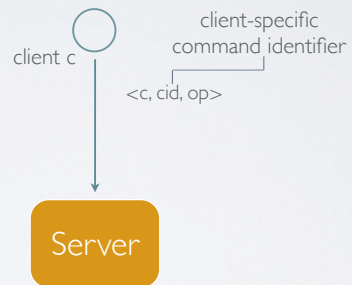 client-specific
command identifier
client c
<c, cid, op>
Server